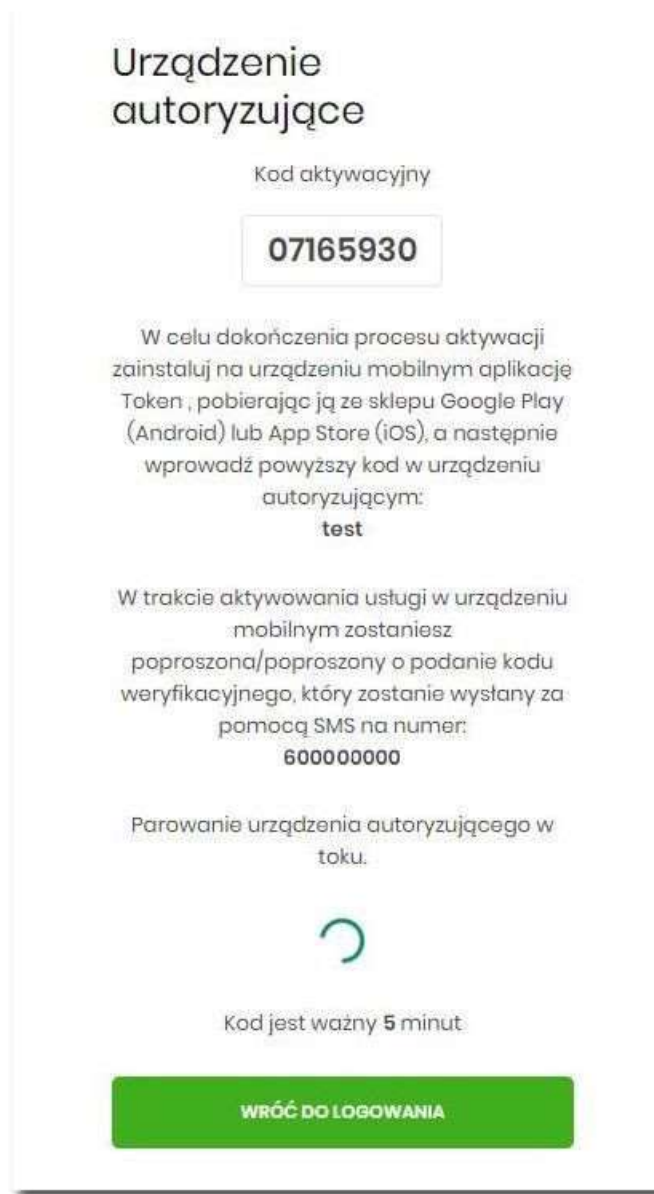 Urządzenie
autoryzujące
Kod aktywacyjny
07165930
W celu dokończenia procesu aktywacji
zainstaluj na urządzeniu mobilnym aplikację
Token , pobierając ją ze sklepu Google Play
(Android) lub App Store (iOS), a następnie
wprowadź powyższy kod w urządzeniu
autoryzującym:
test
W trakcie aktywowania usługi w urządzeniu
mobilnym zostaniesz
poproszona/poproszony o podanie kodu
weryfikacyjnego, który zostanie wysłany za
pomocą SMS na numer:
600000000
Parowanie urządzenia autoryzującego w
toku.
Kod jest ważny 5 minut
WRÓĆ DO LOGOWANIA